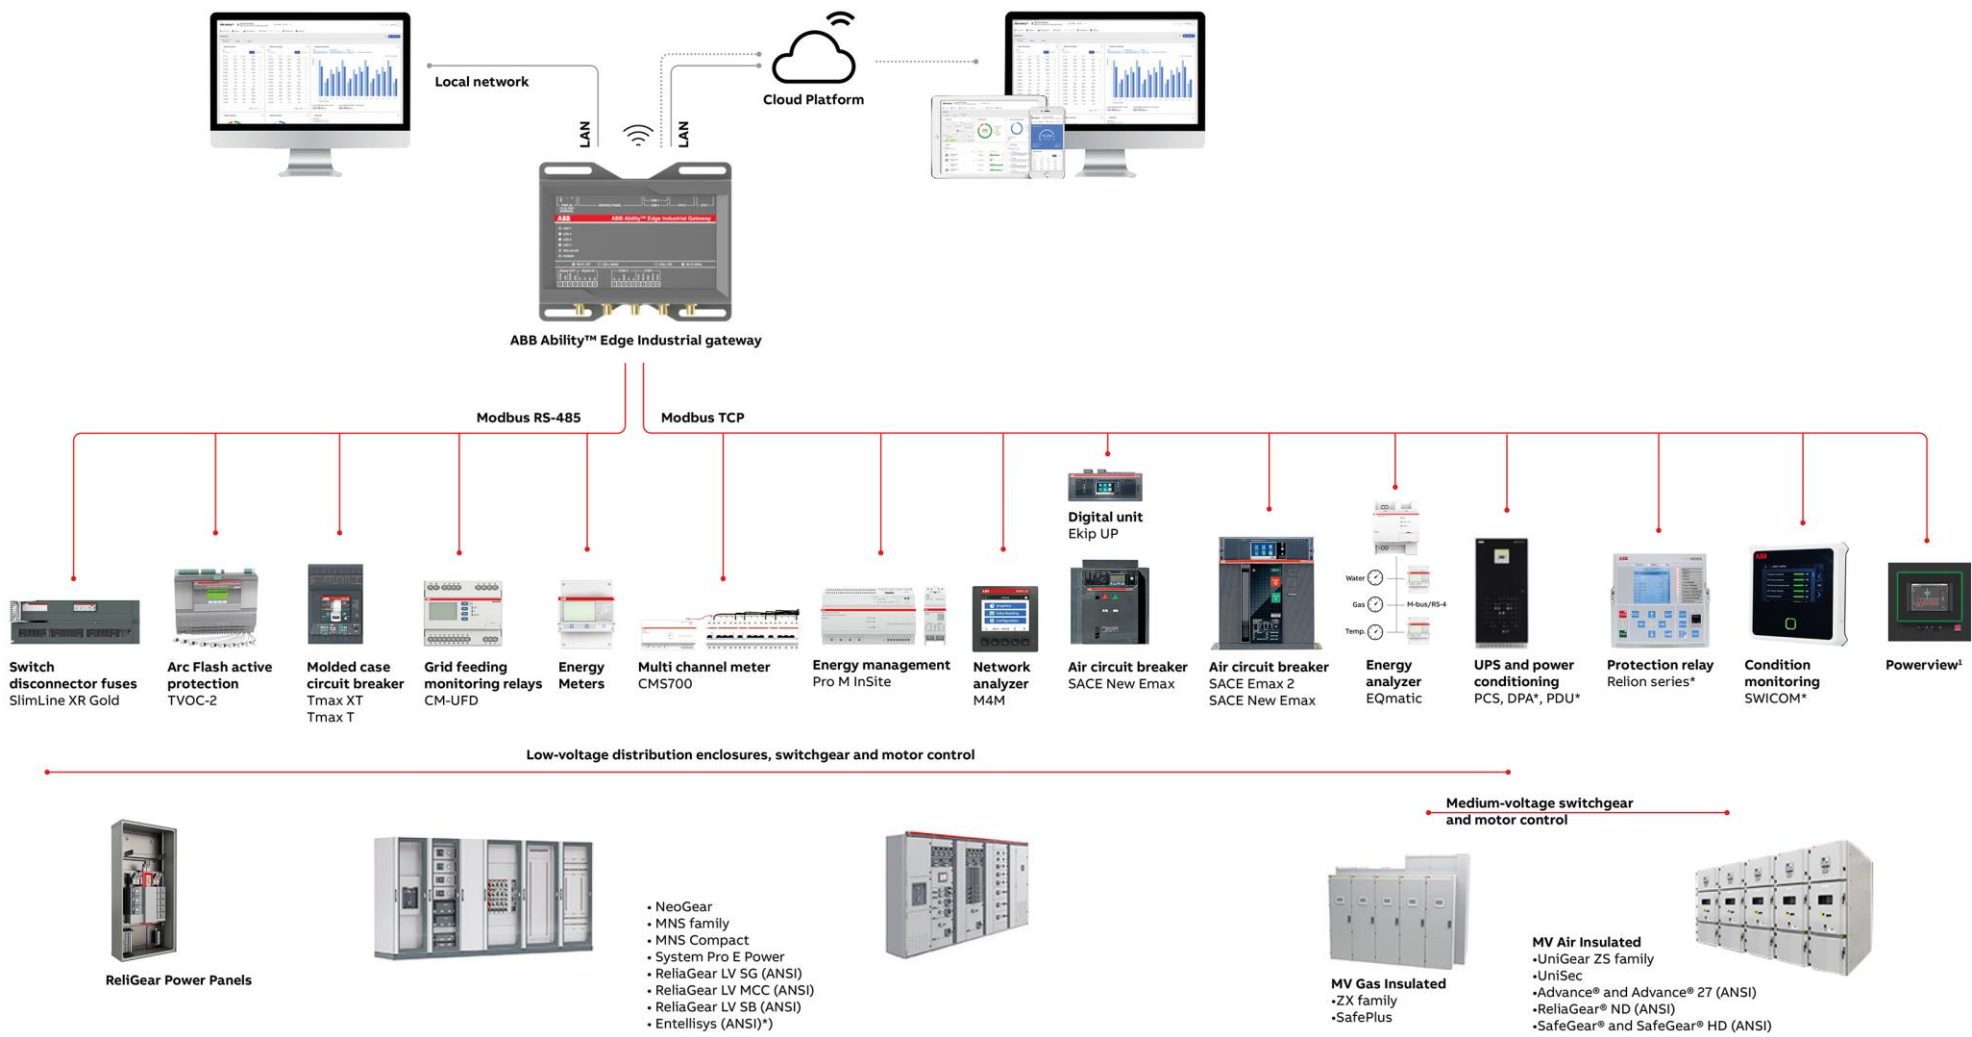 Local network
Cloud Platform
LAN
LAN
ABB
ABB Ability™ Edge Industrial Gateway
ABB Ability™ Edge Industrial gateway
Modbus RS-485
Modbus TCP
Digital unit
Ekip UP
Water
Gas
M-bus/RS-4
Temp.
Switch
disconnector fuses
SlimLine XR Gold
Arc Flash active
protection
TVOC-2
Molded case
circuit breaker
Tmax XT
Tmax T
Grid feeding
monitoring relays
CM-UFD
Energy
Meters
Multi channel meter
CMS700
Energy management
Pro M InSite
Network
analyzer
M4M
Air circuit breaker
SACE New Emax
Air circuit breaker
SACE Emax 2
SACE New Emax
Energy
analyzer
EQmatic
UPS and power
conditioning
PCS, DPA*, PDU*
Protection relay
Relion series*
Condition
monitoring
SWICOM*
Powerview¹
Low-voltage distribution enclosures, switchgear and motor control
Medium-voltage switchgear
and motor control
ReliGear Power Panels
• NeoGear
• MNS family
• MNS Compact
• System Pro E Power
• ReliaGear LV SG (ANSI)
• ReliaGear LV MCC (ANSI)
• ReliaGear LV SB (ANSI)
• Entellisys (ANSI)*)
MV Gas Insulated
•ZX family
•SafePlus
MV Air Insulated
•UniGear ZS family
•UniSec
•Advance® and Advance® 27 (ANSI)
•ReliaGear® ND (ANSI)
•SafeGear® and SafeGear® HD (ANSI)